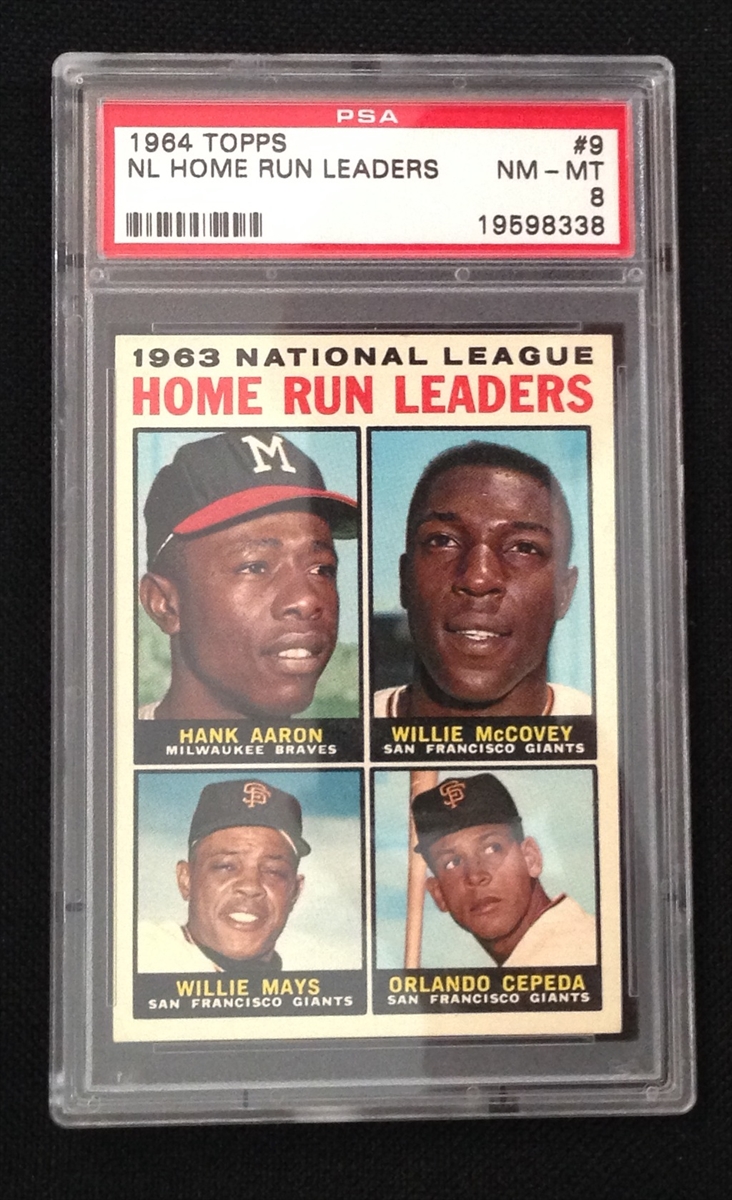 PSA
1964 TOPPS #9
NL HOME RUN LEADERS NM - MT
8
19598338
1963 NATIONAL LEAGUE
HOME RUN LEADERS
M
HANK AARON
MILWAUKEE BRAVES
WILLIE McCOVEY
SAN FRANCISCO GIANTS
SF
WILLIE MAYS
SAN FRANCISCO GIANTS
SF
ORLANDO CEPEDA
SAN FRANCISCO GIANTS